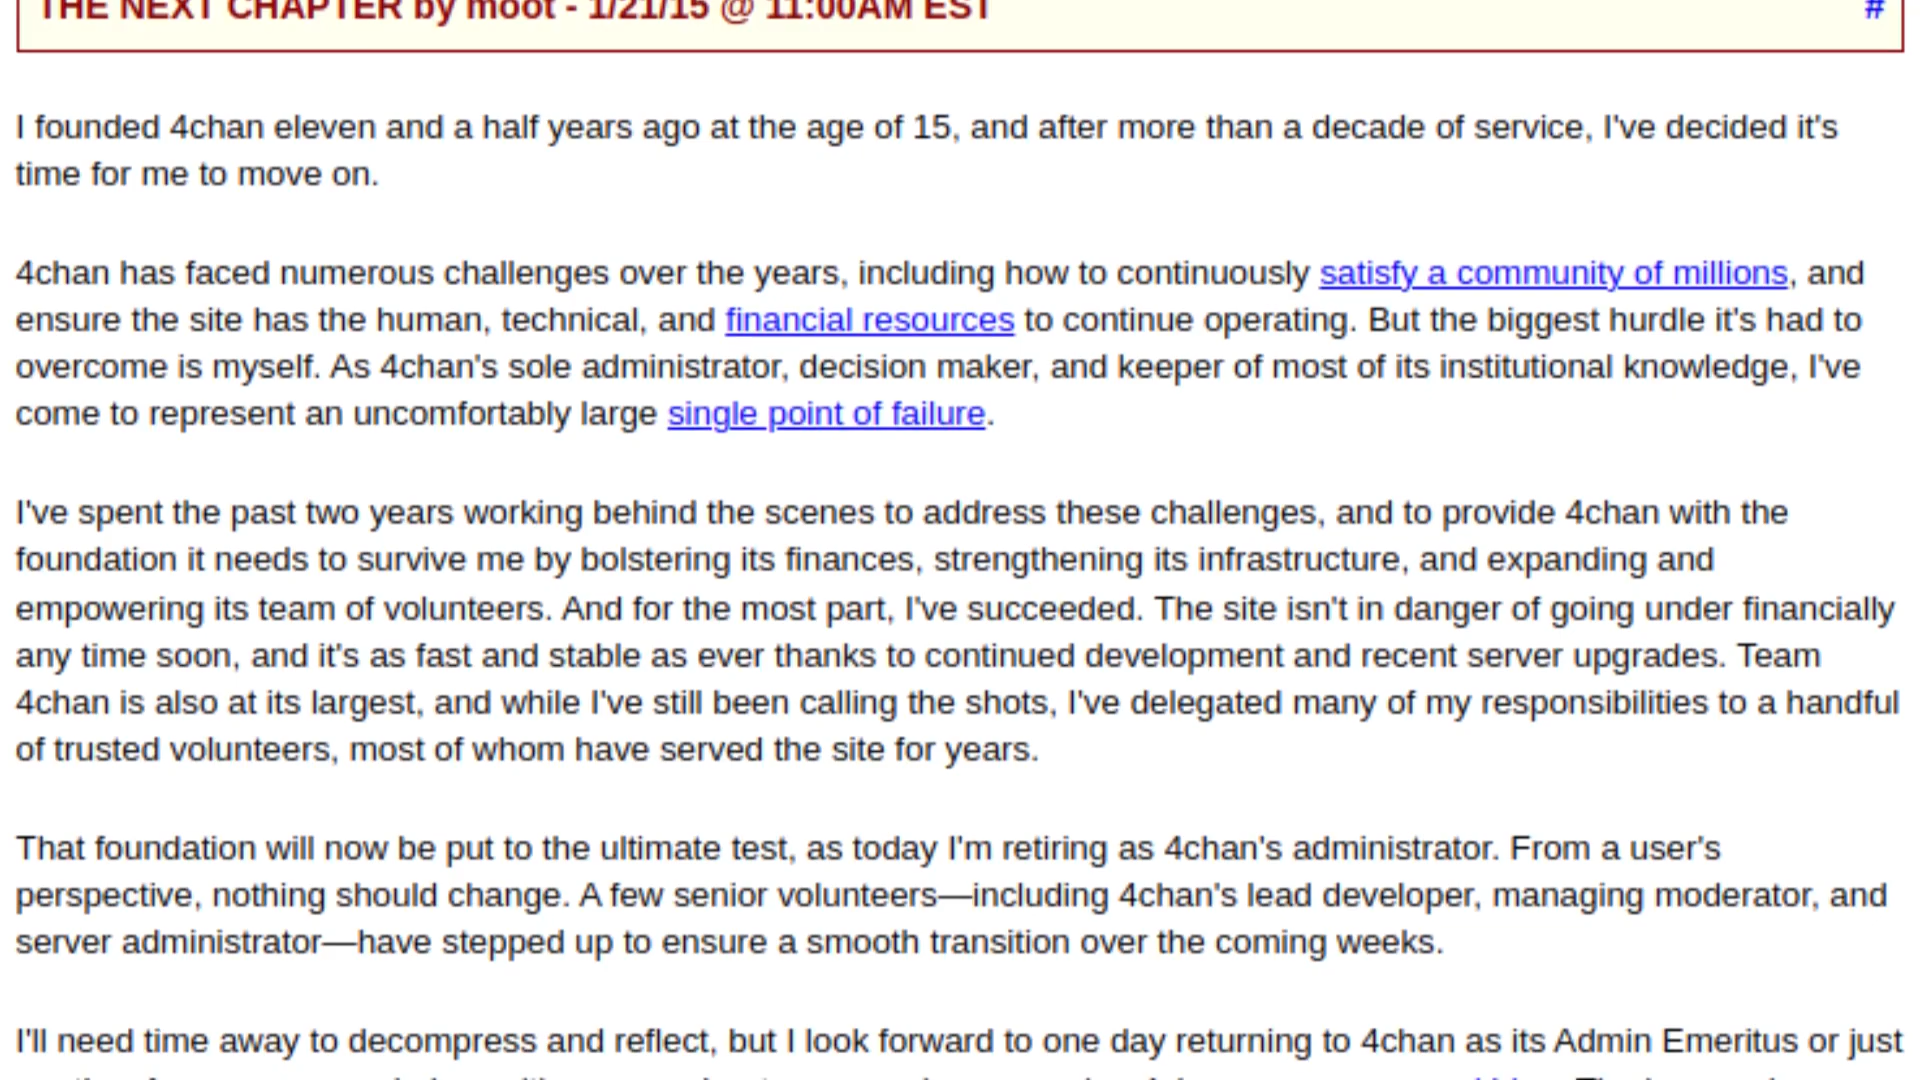 THE NEXT CHAPTER by moot - 1/21/15 @ 11:00AM EST #
I founded 4chan eleven and a half years ago at the age of 15, and after more than a decade of service, I've decided it's
time for me to move on.
4chan has faced numerous challenges over the years, including how to continuously satisfy a community of millions, and
ensure the site has the human, technical, and financial resources to continue operating. But the biggest hurdle it's had to
overcome is myself. As 4chan's sole administrator, decision maker, and keeper of most of its institutional knowledge, I've
come to represent an uncomfortably large single point of failure.
I've spent the past two years working behind the scenes to address these challenges, and to provide 4chan with the
foundation it needs to survive me by bolstering its finances, strengthening its infrastructure, and expanding and
empowering its team of volunteers. And for the most part, I've succeeded. The site isn't in danger of going under financially
any time soon, and it's as fast and stable as ever thanks to continued development and recent server upgrades. Team
4chan is also at its largest, and while I've still been calling the shots, I've delegated many of my responsibilities to a handful
of trusted volunteers, most of whom have served the site for years.
That foundation will now be put to the ultimate test, as today I'm retiring as 4chan's administrator. From a user's
perspective, nothing should change. A few senior volunteers—including 4chan's lead developer, managing moderator, and
server administrator—have stepped up to ensure a smooth transition over the coming weeks.
I'll need time away to decompress and reflect, but I look forward to one day returning to 4chan as its Admin Emeritus or just